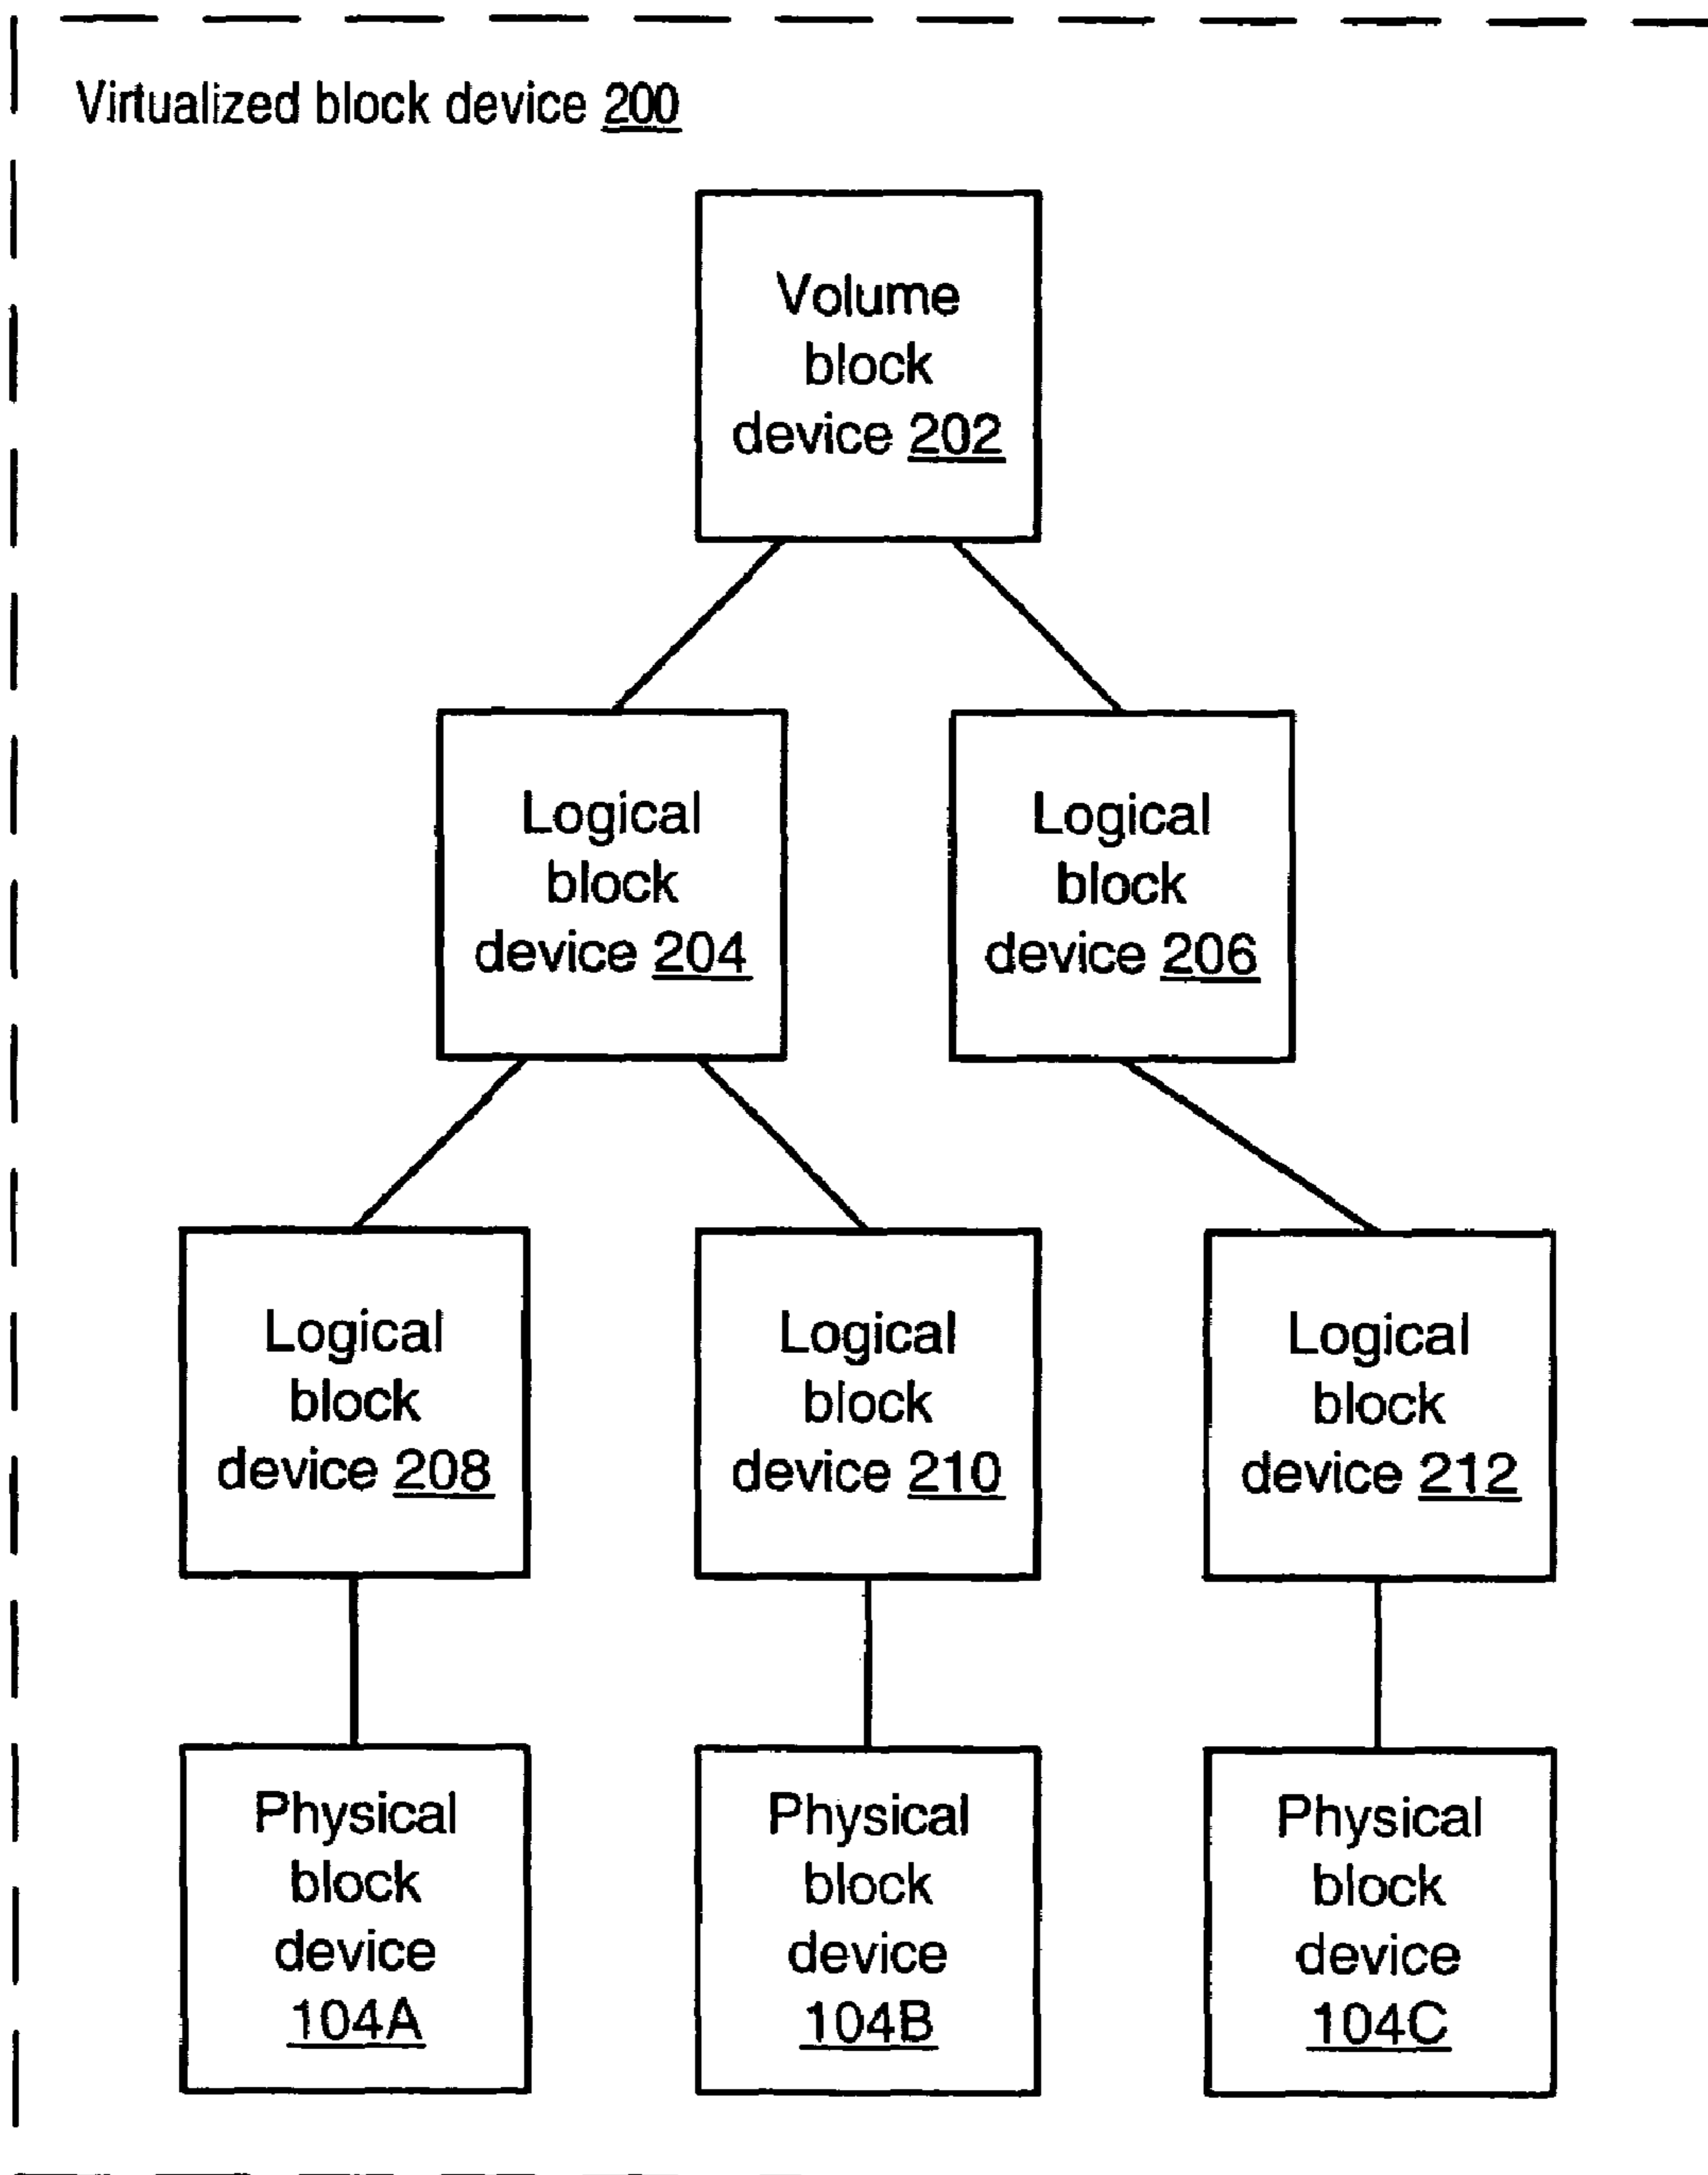 Virtualized block device 200
Volume
block
device 202
Logical
block
device 204
Logical
block
device 206
Logical
block
device 208
Logical
block
device 210
Logical
block
device 212
Physical
block
device
104A
Physical
block
device
104B
Physical
block
device
104C